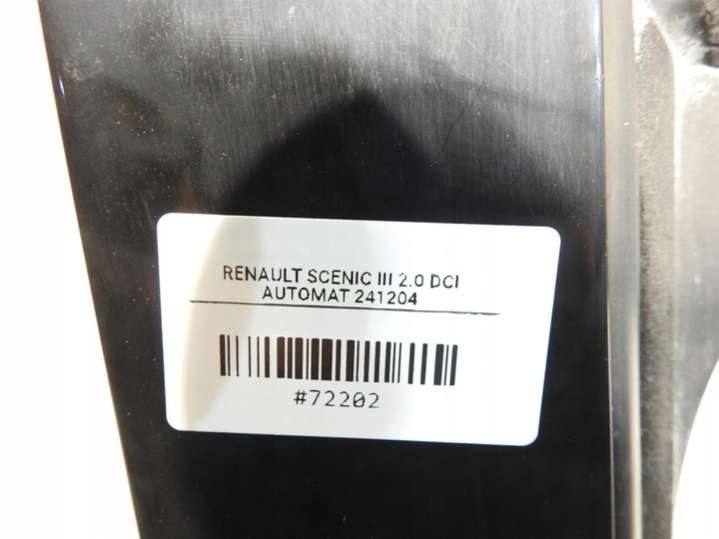 RENAULT SCENIC III 2.0 DCI
AUTOMAT 241204
#72202